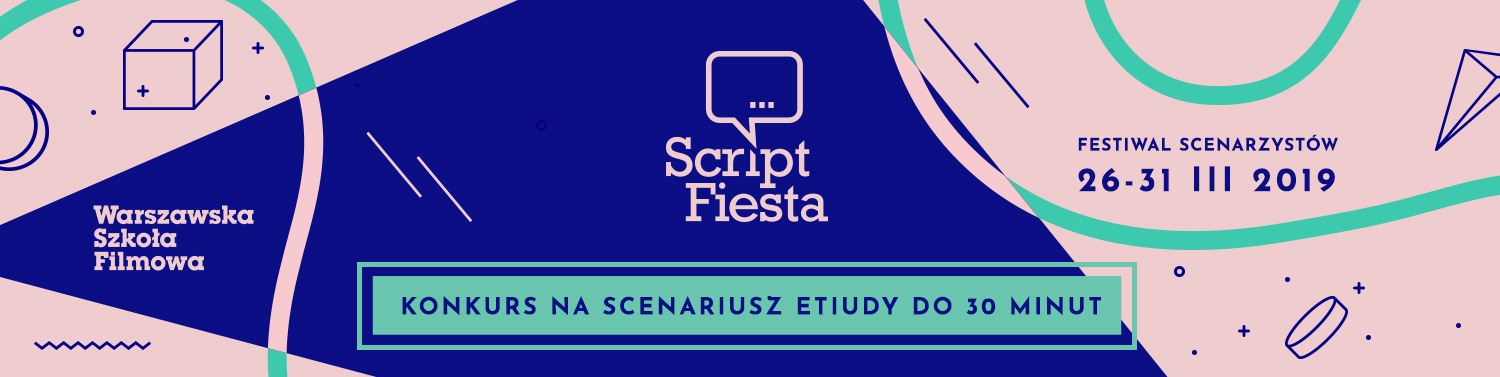 Warszawska
Szkoła
Filmowa
...
Script
Fiesta
FESTIWAL SCENARZYSTÓW
26-31 III 2019
KONKURS NA SCENARIUSZ ETIUDY DO 30 MINUT